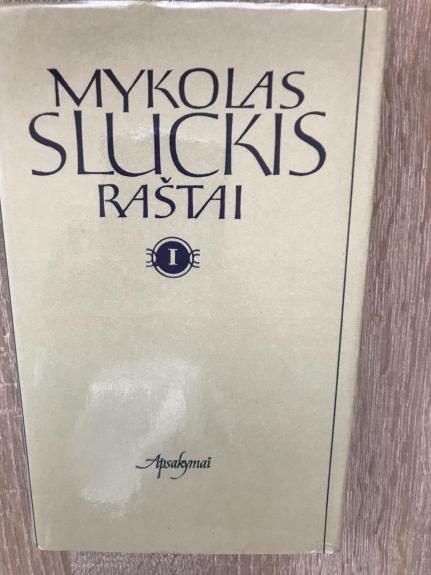 MYKOLAS
SLUCKIS
RAŠTAI
I
Apsakymai